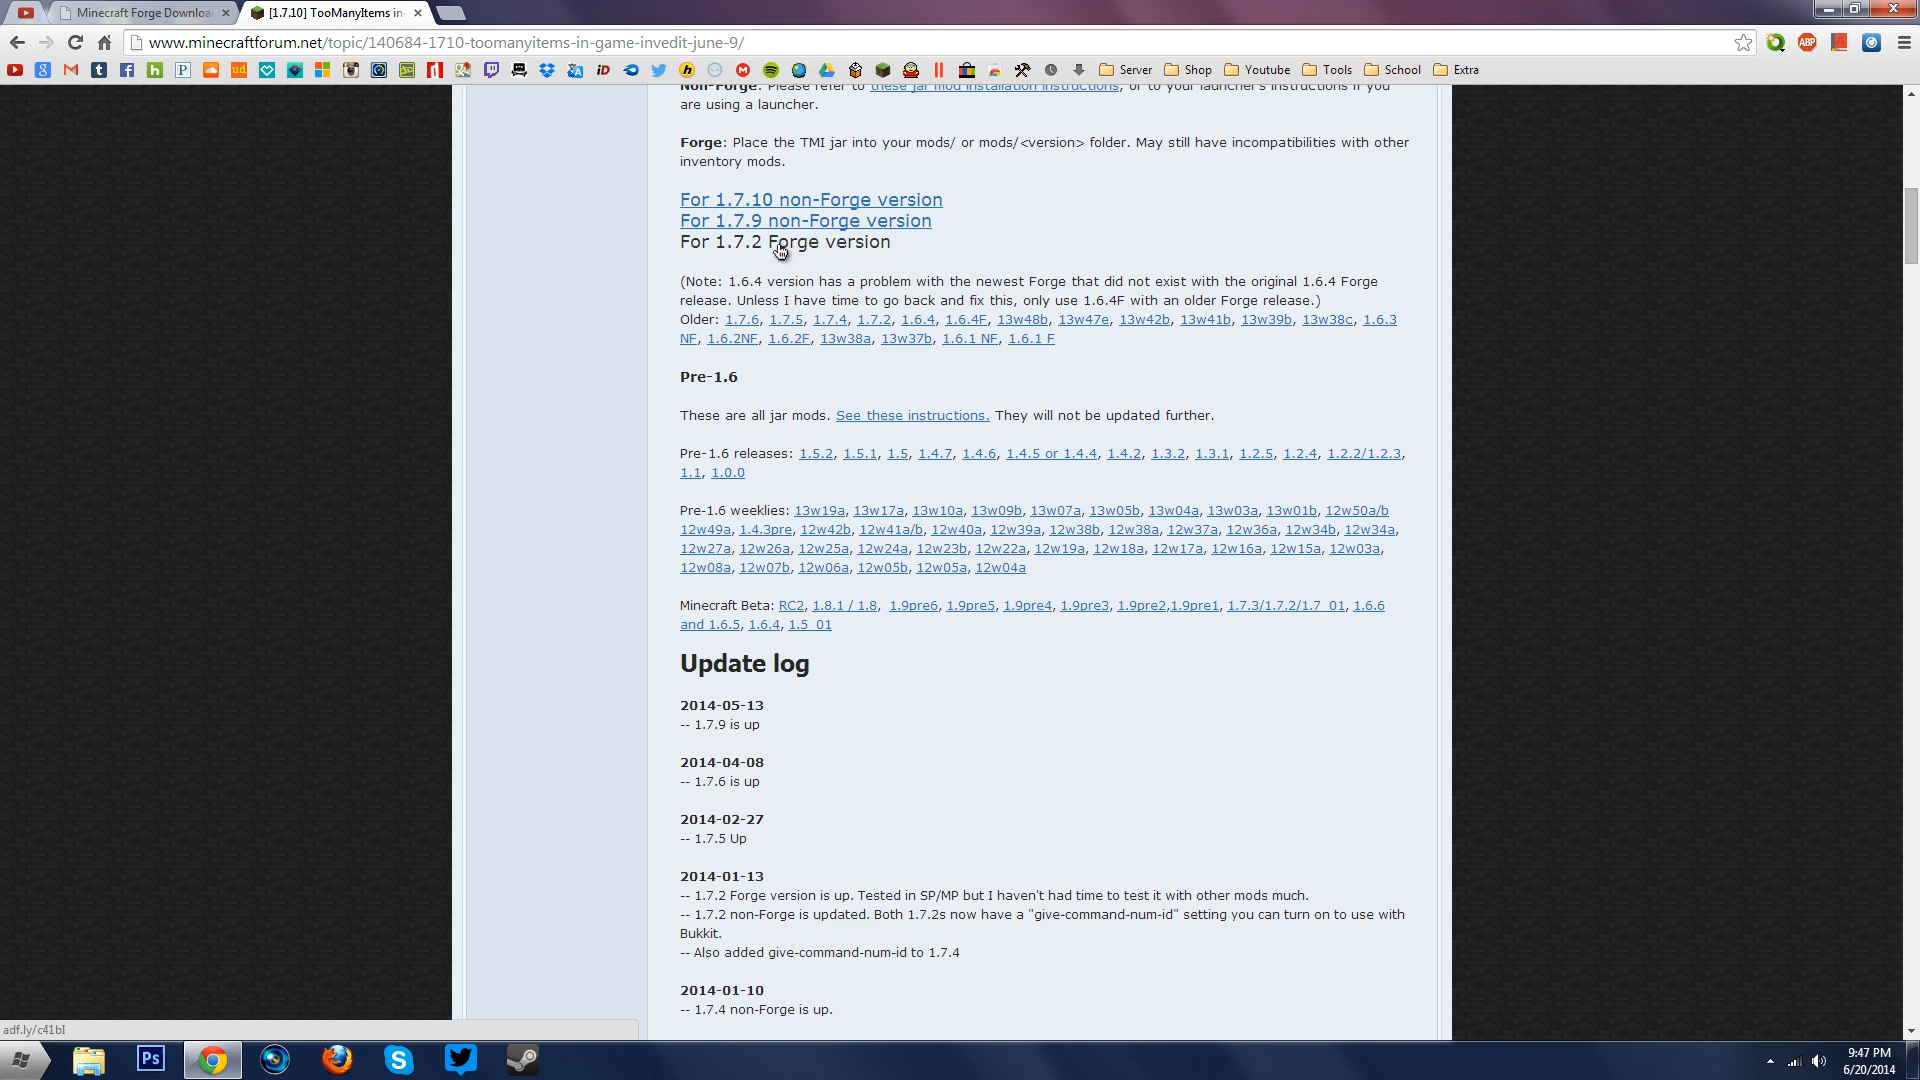 Minecraft Forge Downloa
[1.7.10] TooManyItems in-
www.minecraftforum.net/topic/140684-1710-toomanyitems-in-game-invedit-june-9/
Server
Shop
Youtube
Tools
School
Extra
Non-Forge: Please refer to these jar mod installation instructions, or to your launcher's instructions if you
are using a launcher.
Forge: Place the TMI jar into your mods/ or mods/<version> folder. May still have incompatibilities with other
inventory mods.
For 1.7.10 non-Forge version
For 1.7.9 non-Forge version
For 1.7.2 Forge version
(Note: 1.6.4 version has a problem with the newest Forge that did not exist with the original 1.6.4 Forge
release. Unless I have time to go back and fix this, only use 1.6.4F with an older Forge release.)
Older: 1.7.6, 1.7.5, 1.7.4, 1.7.2, 1.6.4, 1.6.4F, 13w48b, 13w47e, 13w42b, 13w41b, 13w39b, 13w38c, 1.6.3
NF, 1.6.2NF, 1.6.2F, 13w38a, 13w37b, 1.6.1 NF, 1.6.1 F
Pre-1.6
These are all jar mods. See these instructions. They will not be updated further.
Pre-1.6 releases: 1.5.2, 1.5.1, 1.5, 1.4.7, 1.4.6, 1.4.5 or 1.4.4, 1.4.2, 1.3.2, 1.3.1, 1.2.5, 1.2.4, 1.2.2/1.2.3,
1.1, 1.0.0
Pre-1.6 weeklies: 13w19a, 13w17a, 13w10a, 13w09b, 13w07a, 13w05b, 13w04a, 13w03a, 13w01b, 12w50a/b
12w49a, 1.4.3pre, 12w42b, 12w41a/b, 12w40a, 12w39a, 12w38b, 12w38a, 12w37a, 12w36a, 12w34b, 12w34a,
12w27a, 12w26a, 12w25a, 12w24a, 12w23b, 12w22a, 12w19a, 12w18a, 12w17a, 12w16a, 12w15a, 12w03a,
12w08a, 12w07b, 12w06a, 12w05b, 12w05a, 12w04a
Minecraft Beta: RC2, 1.8.1 / 1.8, 1.9pre6, 1.9pre5, 1.9pre4, 1.9pre3, 1.9pre2,1.9pre1, 1.7.3/1.7.2/1.7_01, 1.6.6
and 1.6.5, 1.6.4, 1.5_01
Update log
2014-05-13
-- 1.7.9 is up
2014-04-08
-- 1.7.6 is up
2014-02-27
-- 1.7.5 Up
2014-01-13
-- 1.7.2 Forge version is up. Tested in SP/MP but I haven't had time to test it with other mods much.
-- 1.7.2 non-Forge is updated. Both 1.7.2s now have a "give-command-num-id" setting you can turn on to use with
Bukkit.
-- Also added give-command-num-id to 1.7.4
2014-01-10
-- 1.7.4 non-Forge is up.
adf.ly/c41bI
Ps
9:47 PM
6/20/2014